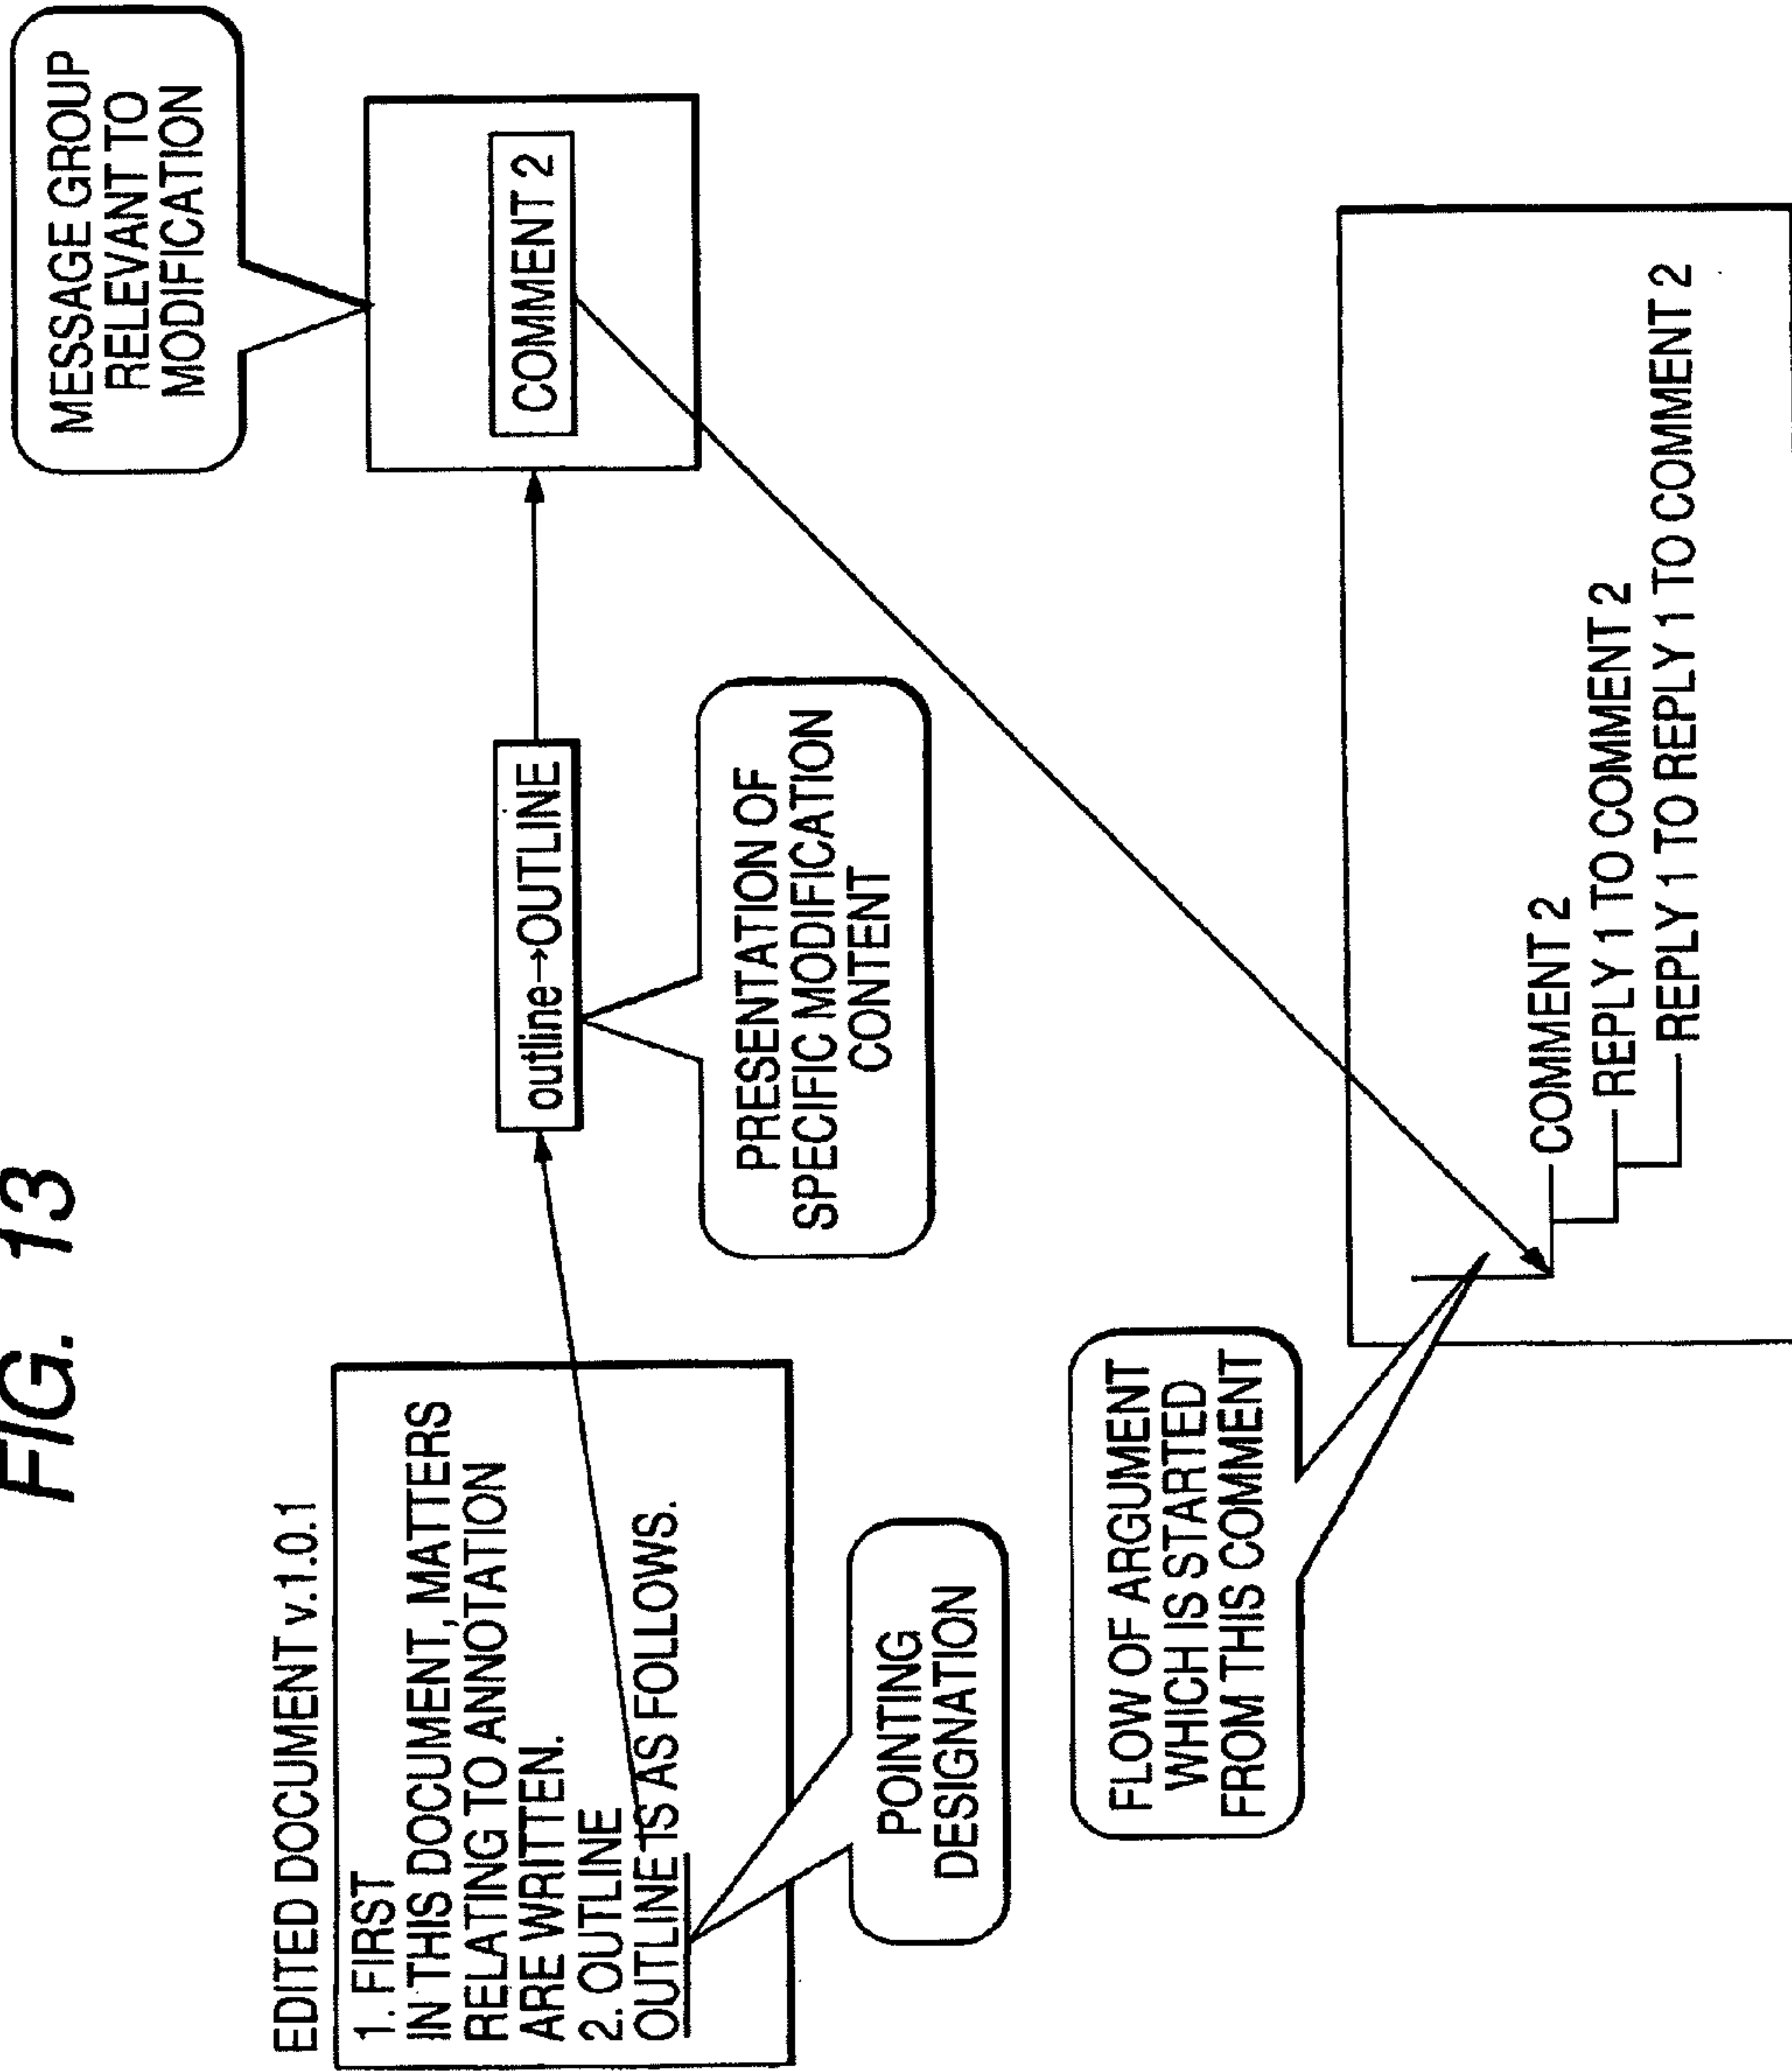 FIG. 13
EDITED DOCUMENT v.1.0.1
1. FIRST
IN THIS DOCUMENT, MATTERS
RELATING TO ANNOTATION
ARE WRITTEN.
2. OUTLINE
OUTLINE IS AS FOLLOWS.
POINTING
DESIGNATION
outline→OUTLINE
PRESENTATION OF
SPECIFIC MODIFICATION
CONTENT
MESSAGE GROUP
RELEVANT TO
MODIFICATION
COMMENT 2
FLOW OF ARGUMENT
WHICH IS STARTED
FROM THIS COMMENT
COMMENT 2
REPLY 1 TO COMMENT 2
REPLY 1 TO REPLY 1 TO COMMENT 2